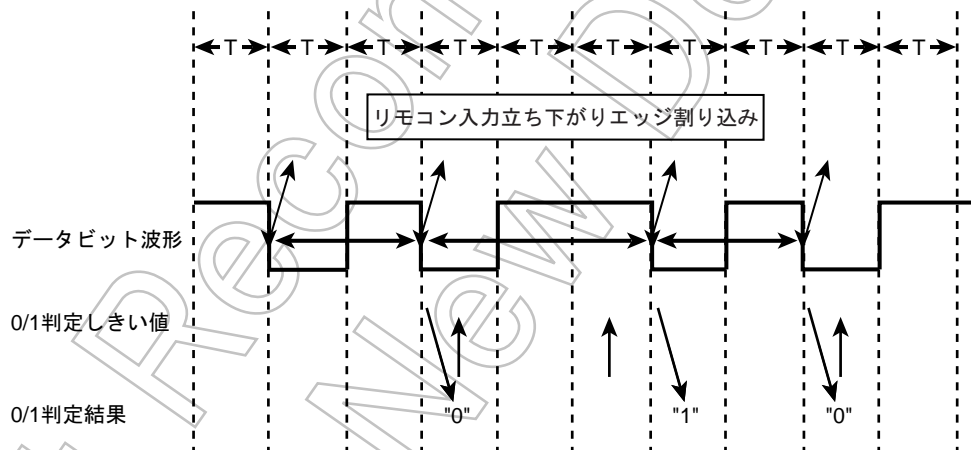 T T T T T T T T T T
リモコン入力立ち下がりエッジ割り込み
データビット波形
0/1判定しきい値
0/1判定結果 "0" "1" "0"